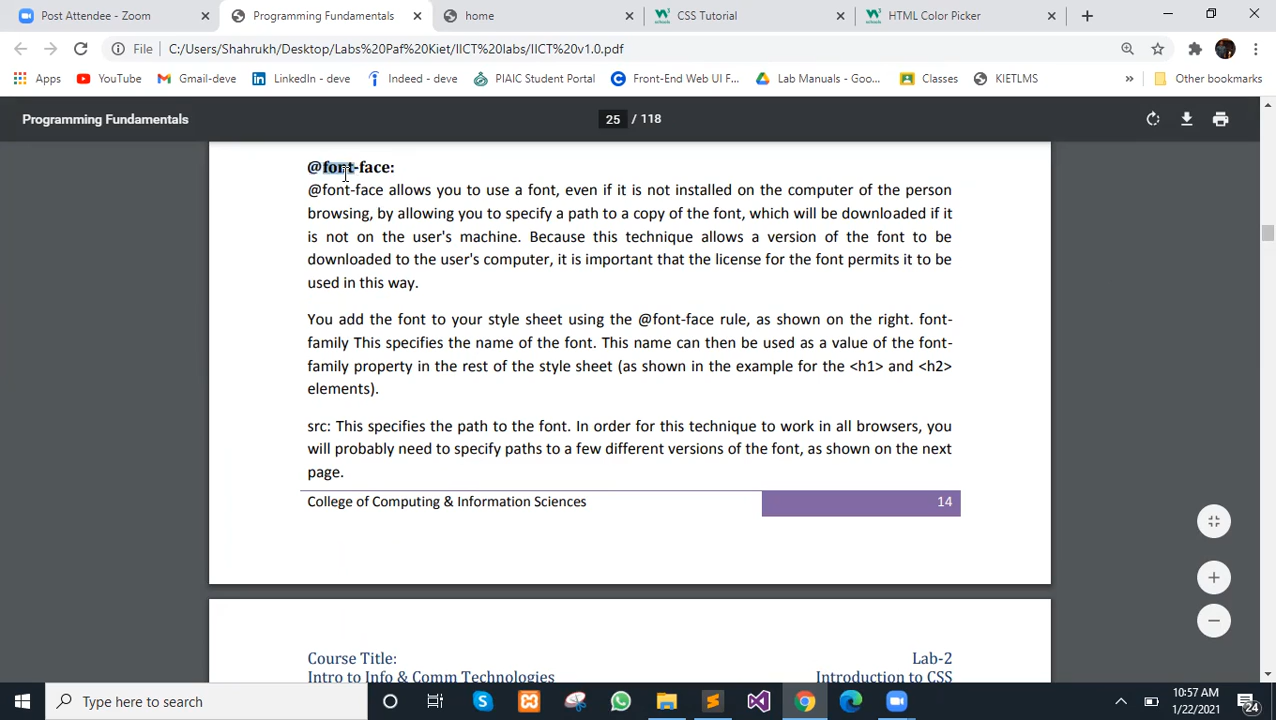 Post Attendee - Zoom
Programming Fundamentals
home
CSS Tutorial
HTML Color Picker
File
C:/Users/Shahrukh/Desktop/Labs%20Paf%20Kiet/IICT%20labs/IICT%20v1.0.pdf
Apps
YouTube
Gmail-deve
LinkedIn - deve
Indeed - deve
PIAIC Student Portal
Front-End Web UI F...
Lab Manuals - Goo...
Classes
KIETLMS
»
Other bookmarks
Programming Fundamentals
25 / 118
@font-face:
@font-face allows you to use a font, even if it is not installed on the computer of the person
browsing, by allowing you to specify a path to a copy of the font, which will be downloaded if it
is not on the user's machine. Because this technique allows a version of the font to be
downloaded to the user's computer, it is important that the license for the font permits it to be
used in this way.
You add the font to your style sheet using the @font-face rule, as shown on the right. font-
family This specifies the name of the font. This name can then be used as a value of the font-
family property in the rest of the style sheet (as shown in the example for the <h1> and <h2>
elements).
src: This specifies the path to the font. In order for this technique to work in all browsers, you
will probably need to specify paths to a few different versions of the font, as shown on the next
page.
College of Computing & Information Sciences
14
Course Title:
Lab-2
Intro to Info & Comm Technologies
Introduction to CSS
Type here to search
10:57 AM
1/22/2021
24